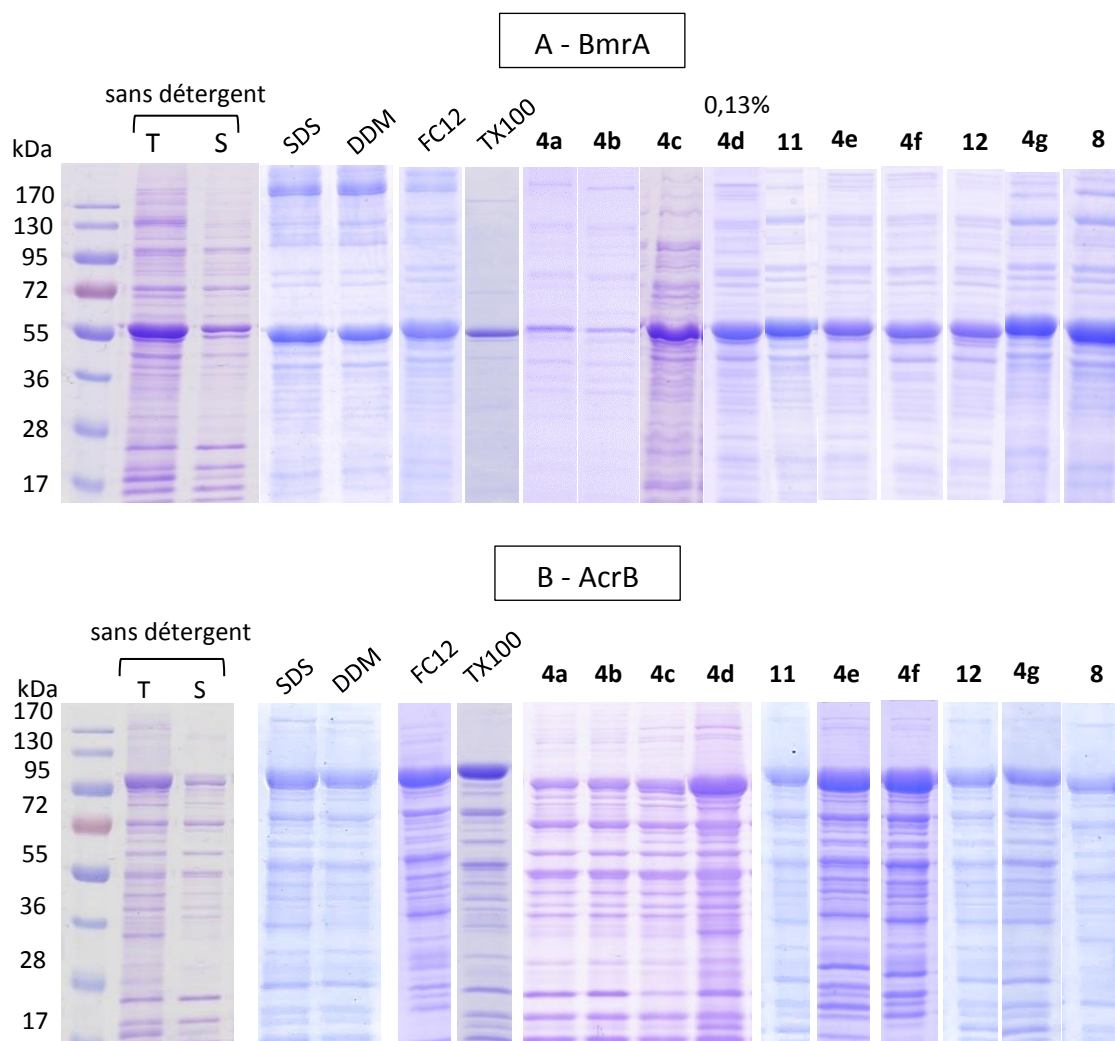 A - BmrA
sans détergent
0,13%
kDa T S SDS DDM FC12 TX100 4a 4b 4c 4d 11 4e 4f 12 4g 8
170
130
95
72
55
36
28
17
B - AcrB
sans détergent
kDa T S SDS DDM FC12 TX100 4a 4b 4c 4d 11 4e 4f 12 4g 8
170
130
95
72
55
36
28
17